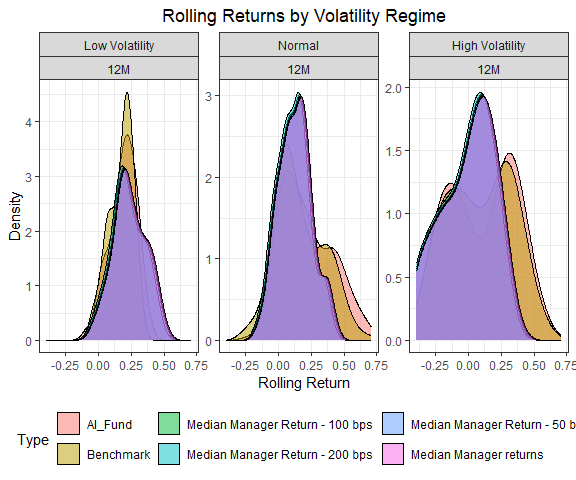 Rolling Returns by Volatility Regime
Low Volatility
Normal
High Volatility
12M
12M
12M
Density
4
3
2
1
0
3
2
1
0
2.0
1.5
1.0
0.5
0.0
-0.25 0.00 0.25 0.50 0.75
-0.25 0.00 0.25 0.50 0.75
-0.25 0.00 0.25 0.50 0.75
Rolling Return
Type
AI_Fund
Median Manager Return - 100 bps
Median Manager Return - 50 b
Benchmark
Median Manager Return - 200 bps
Median Manager returns